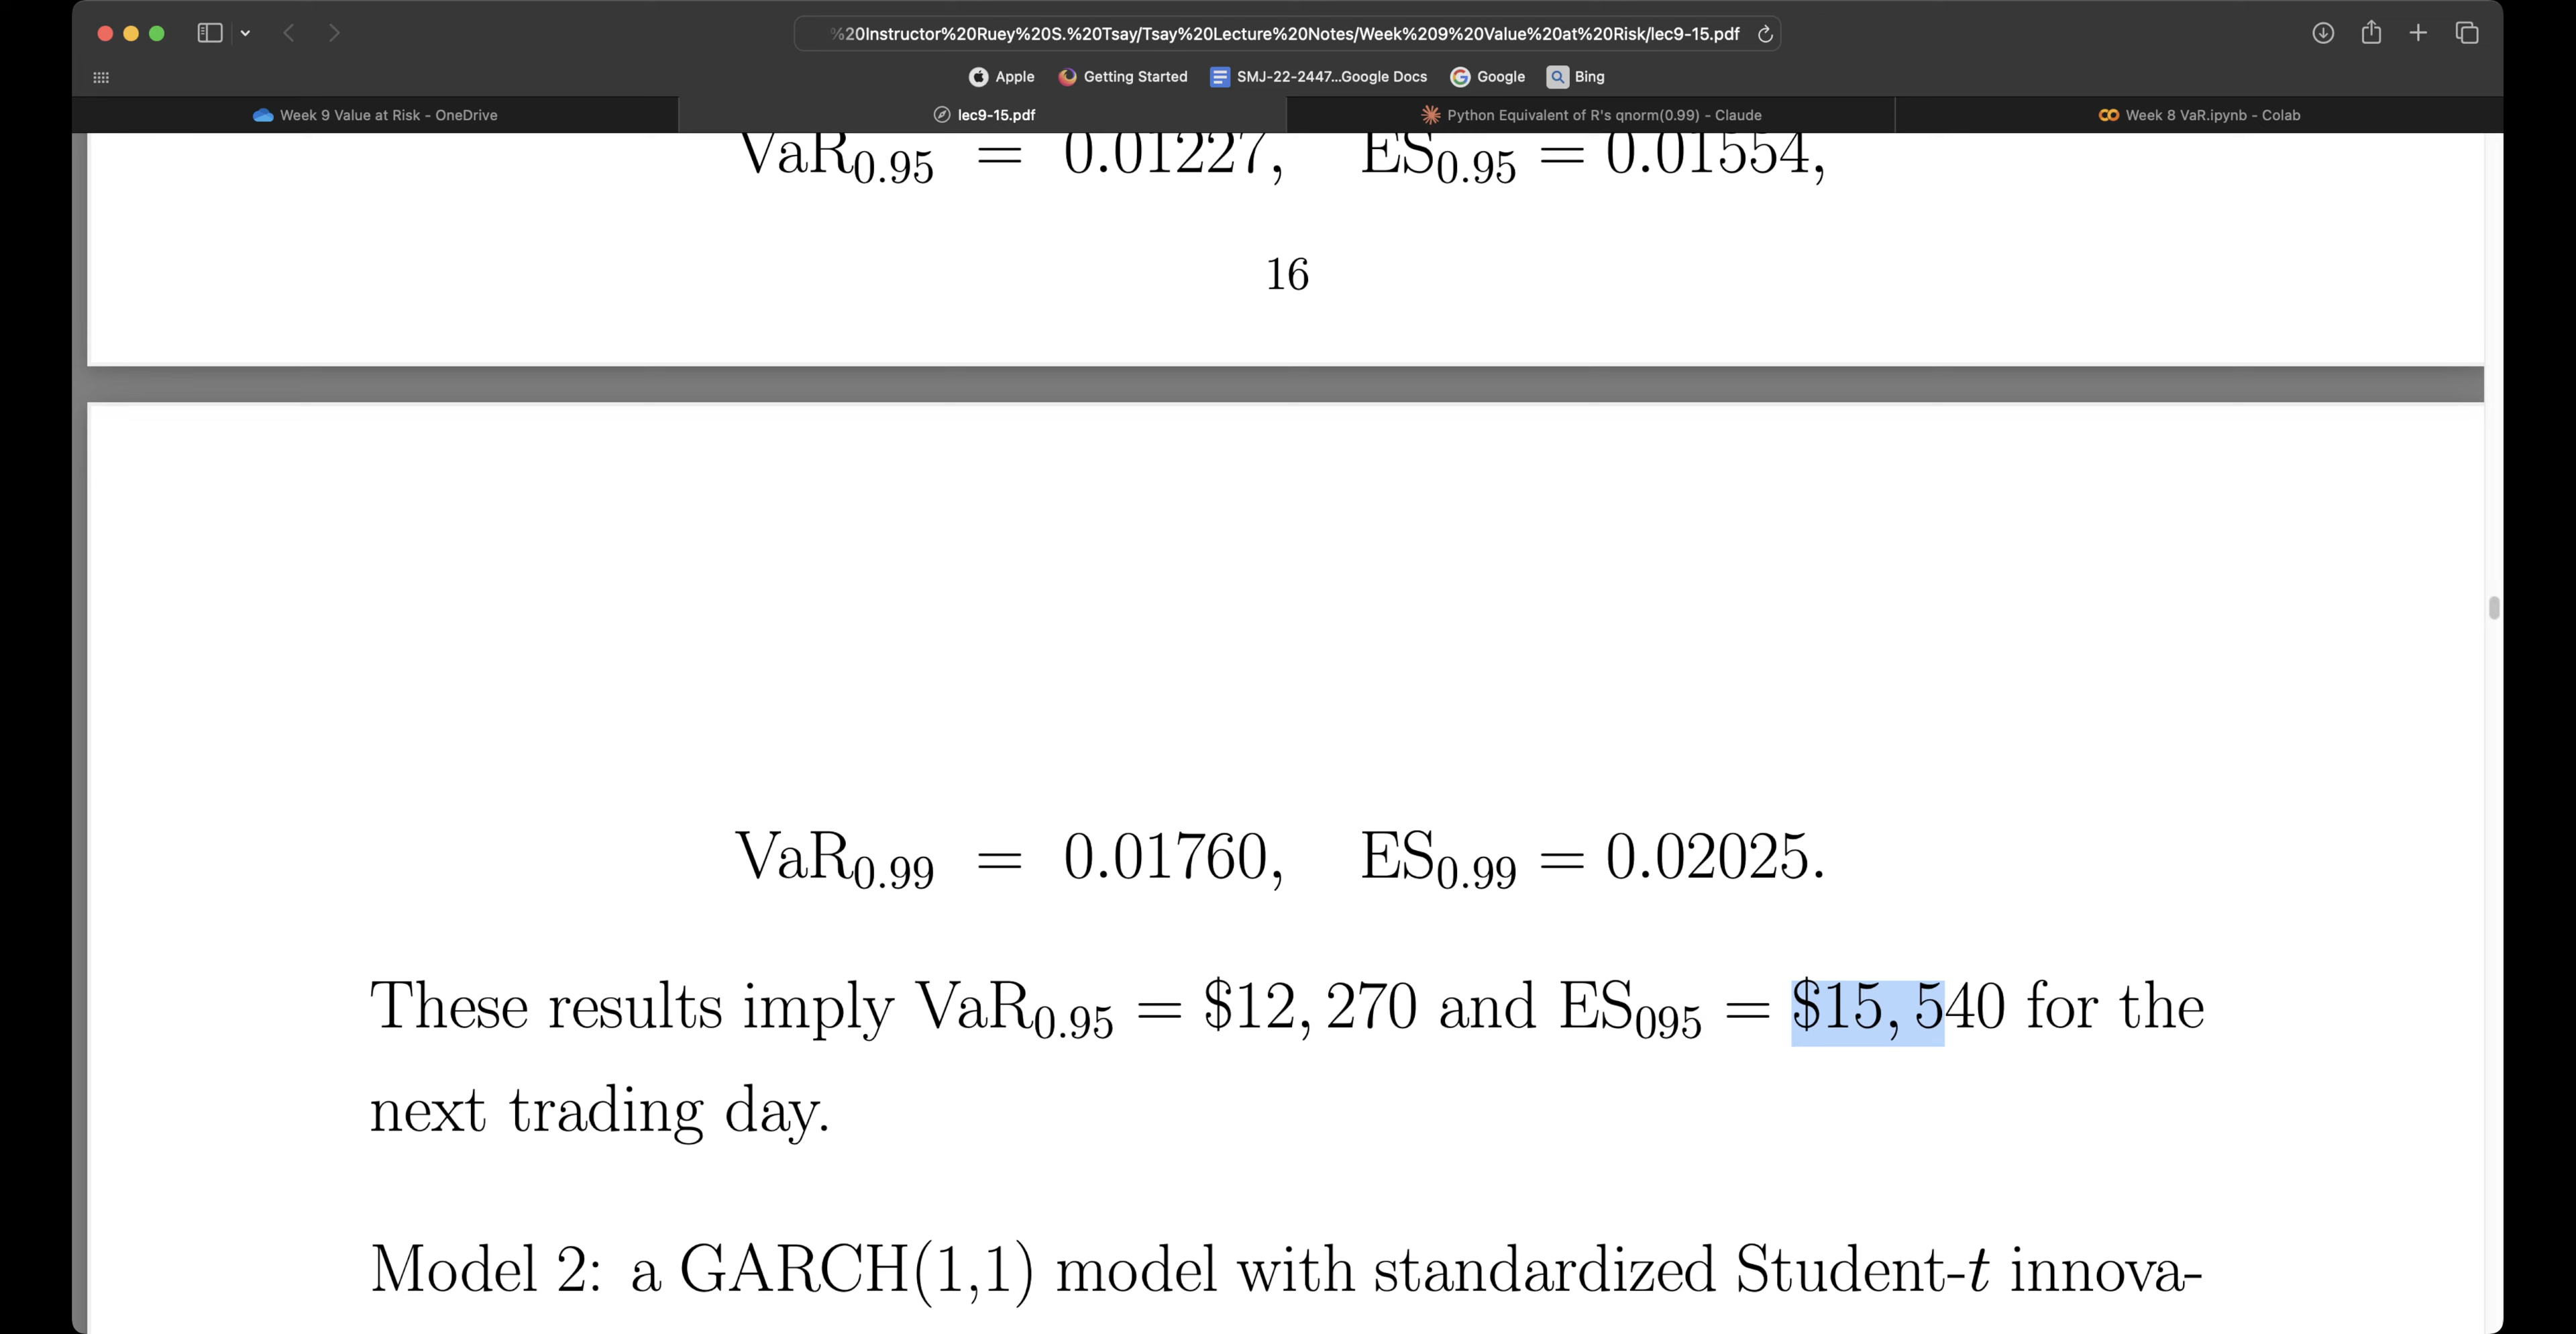 %20Instructor%20Ruey%20S.%20Tsay/Tsay%20Lecture%20Notes/Week%209%20Value%20at%20Risk/lec9-15.pdf
Apple Getting Started SMJ-22-2447...Google Docs Google Bing
Week 9 Value at Risk - OneDrive lec9-15.pdf Python Equivalent of R's qnorm(0.99) - Claude Week 8 VaR.ipynb - Colab
VaR0.95 = 0.01227, ES0.95 = 0.01554,
16
VaR0.99 = 0.01760, ES0.99 = 0.02025.
These results imply VaR0.95 = $12, 270 and ES095 = $15, 540 for the
next trading day.
Model 2: a GARCH(1,1) model with standardized Student-t innova-